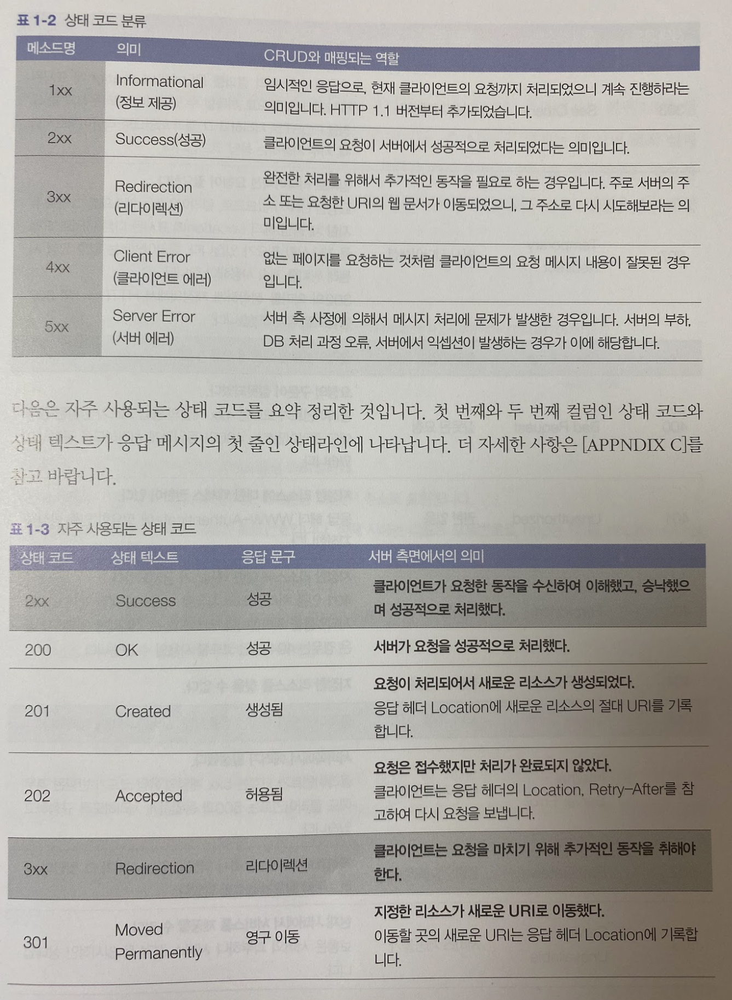 표 1-2 상태 코드 분류
메소드명 의미 CRUD와 매핑되는 역할
1xx Informational (정보 제공) 임시적인 응답으로, 현재 클라이언트의 요청까지 처리되었으니 계속 진행하라는
의미입니다. HTTP 1.1 버전부터 추가되었습니다.
2xx Success(성공) 클라이언트의 요청이 서버에서 성공적으로 처리되었다는 의미입니다.
3xx Redirection (리다이렉션) 완전한 처리를 위해서 추가적인 동작을 필요로 하는 경우입니다. 주로 서버의 주
소 또는 요청한 URI의 웹 문서가 이동되었으니, 그 주소로 다시 시도해보라는 의
미입니다.
4xx Client Error (클라이언트 에러) 없는 페이지를 요청하는 것처럼 클라이언트의 요청 메시지 내용이 잘못된 경우
입니다.
5xx Server Error (서버 에러) 서버 측 사정에 의해서 메시지 처리에 문제가 발생한 경우입니다. 서버의 부하,
DB 처리 과정 오류, 서버에서 익셉션이 발생하는 경우가 이에 해당합니다.
다음은 자주 사용되는 상태 코드를 요약 정리한 것입니다. 첫 번째와 두 번째 컬럼인 상태 코드와
상태 텍스트가 응답 메시지의 첫 줄인 상태라인에 나타납니다. 더 자세한 사항은 [APPNDIX C]를
참고 바랍니다.
표 1-3 자주 사용되는 상태 코드
상태 코드 상태 텍스트 응답 문구 서버 측면에서의 의미
2xx Success 성공 클라이언트가 요청한 동작을 수신하여 이해했고, 승낙했으
며 성공적으로 처리했다.
200 OK 성공 서버가 요청을 성공적으로 처리했다.
201 Created 생성됨 요청이 처리되어서 새로운 리소스가 생성되었다.
응답 헤더 Location에 새로운 리소스의 절대 URI를 기록
합니다.
202 Accepted 허용됨 요청은 접수했지만 처리가 완료되지 않았다.
클라이언트는 응답 헤더의 Location, Retry-After를 참
고하여 다시 요청을 보냅니다.
3xx Redirection 리다이렉션 클라이언트는 요청을 마치기 위해 추가적인 동작을 취해야
한다.
301 Moved Permanently 영구 이동 지정한 리소스가 새로운 URI로 이동했다.
이동할 곳의 새로운 URI는 응답 헤더 Location에 기록합
니다.